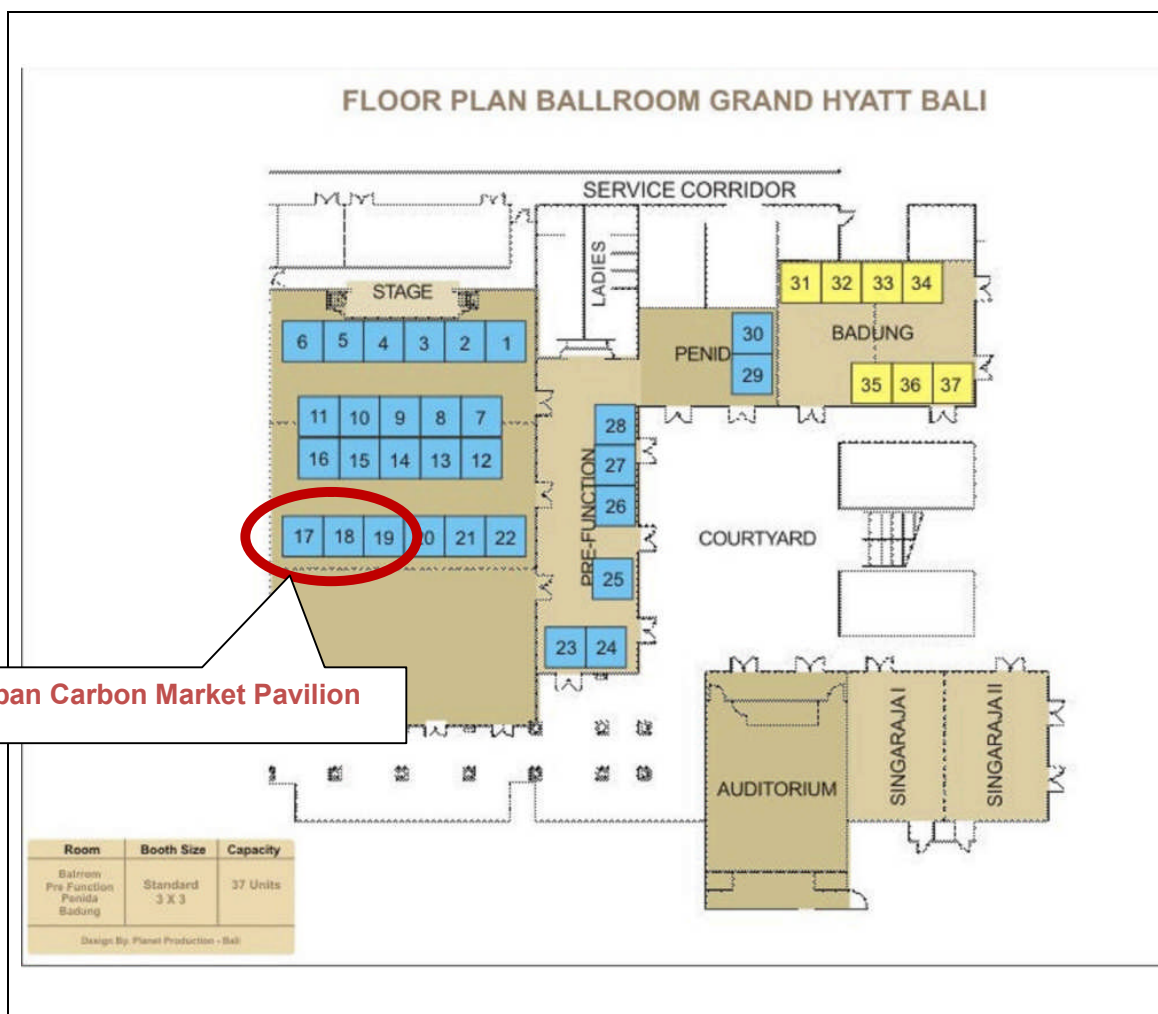 FLOOR PLAN BALLROOM GRAND HYATT BALI
SERVICE CORRIDOR
LADIES
STAGE
6 5 4 3 2 1
31 32 33 34
BADUNG
30
PENID
29
35 36 37
11 10 9 8 7
16 15 14 13 12
28
27
26
PRE-FUNCTION
17 18 19 20 21 22
COURTYARD
25
23 24
pan Carbon Market Pavilion
AUDITORIUM
SINGARAJA I
SINGARAJA II
Room Booth Size Capacity
Balrrom
Pre Function
Penida
Badung
Standard
3 X 3
37 Units
Design By: Planet Production - Bali